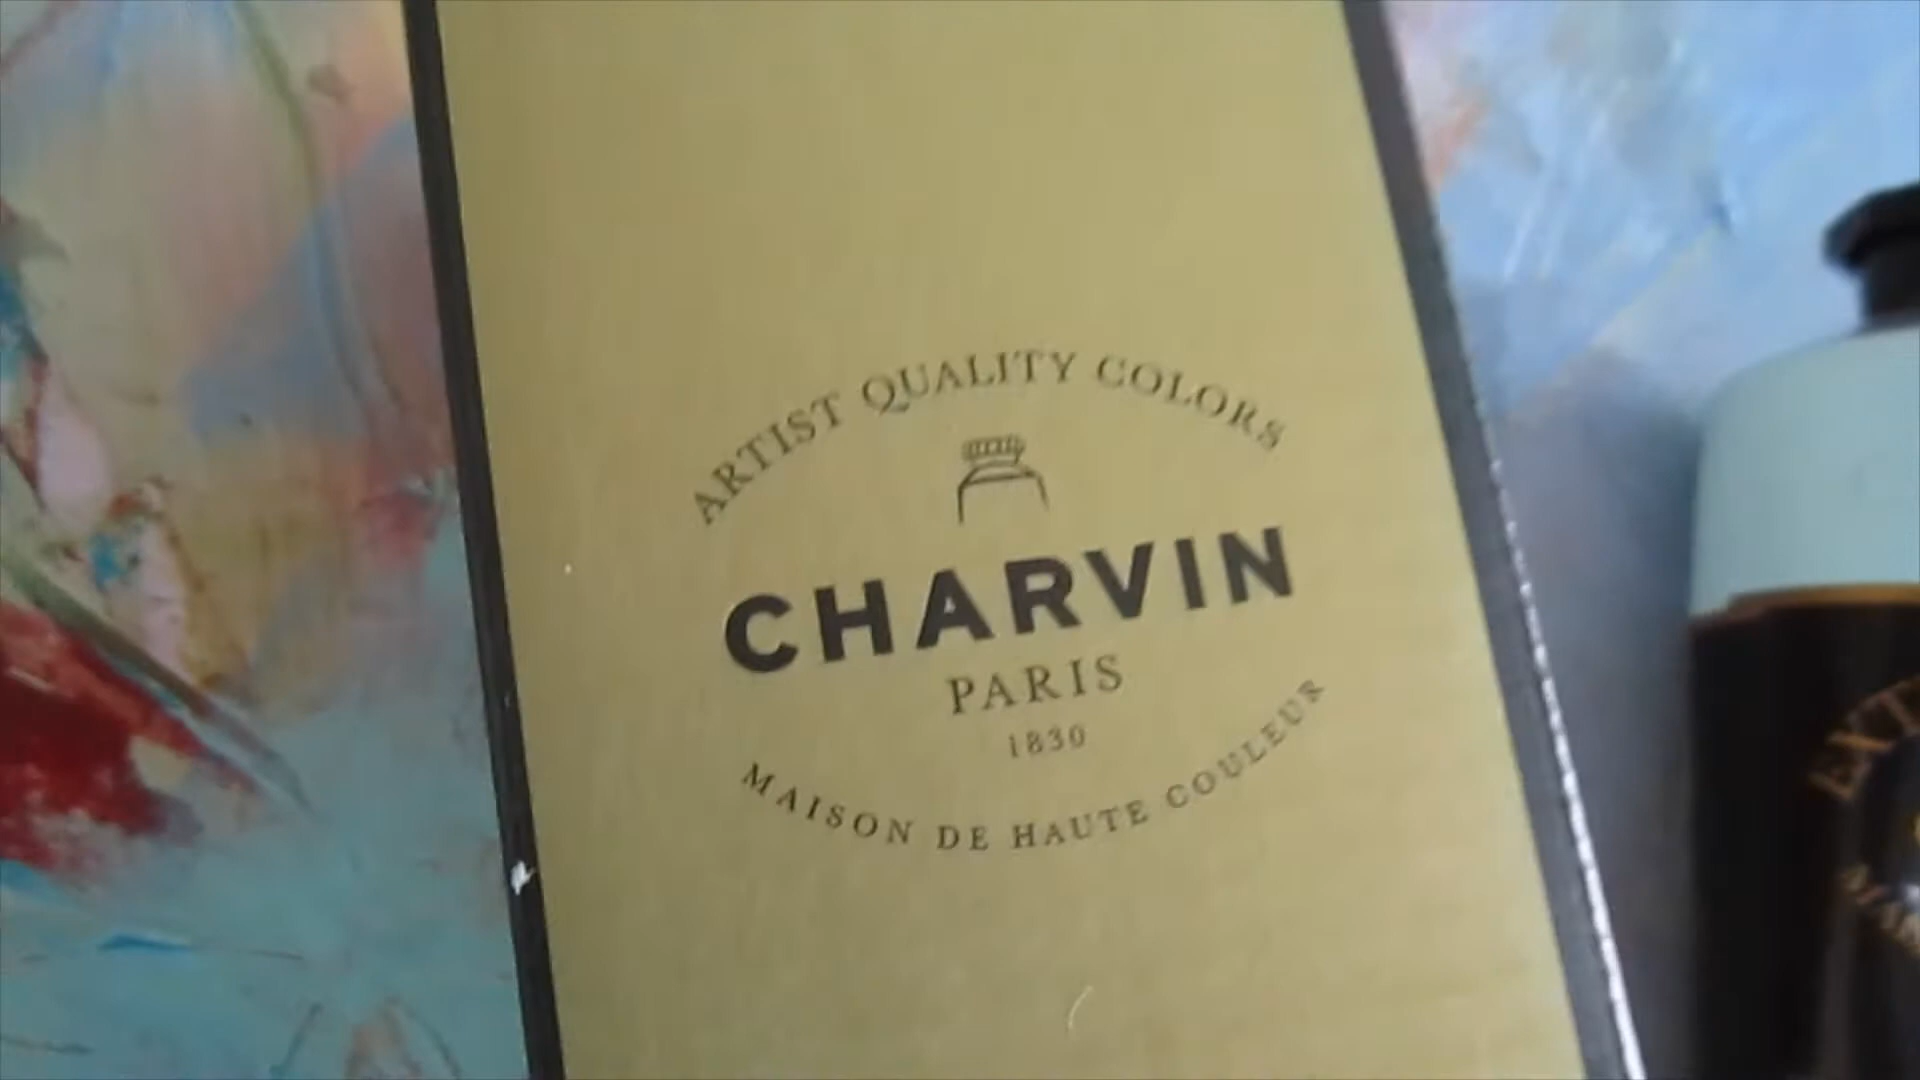 ARTIST QUALITY COLORS
CHARVIN
PARIS
1830
MAISON DE HAUTE COULEUR